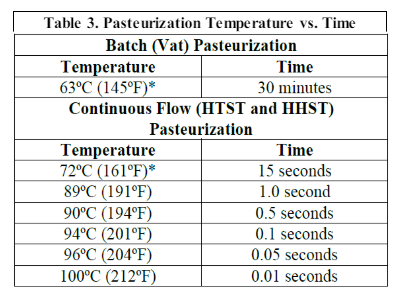 Table 3. Pasteurization Temperature vs. Time
Batch (Vat) Pasteurization
Temperature Time
63ºC (145ºF)* 30 minutes
Continuous Flow (HTST and HHST)
Pasteurization
Temperature Time
72ºC (161ºF)* 15 seconds
89ºC (191ºF) 1.0 second
90ºC (194ºF) 0.5 seconds
94ºC (201ºF) 0.1 seconds
96ºC (204ºF) 0.05 seconds
100ºC (212ºF) 0.01 seconds